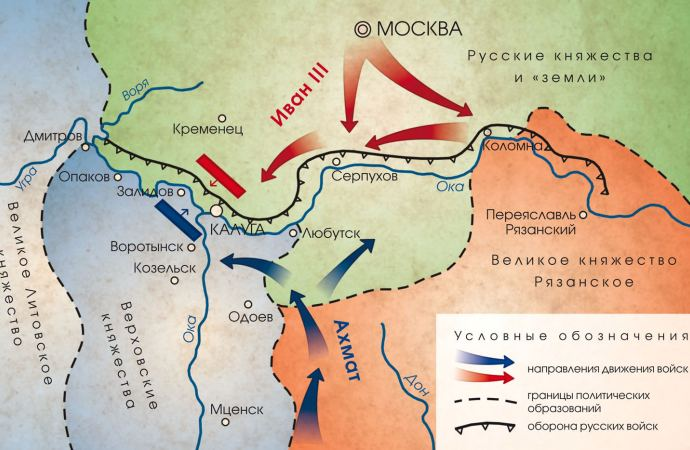 МОСКВА
Русские княжества
и «земли»
Иван III
Воря
Кременец
Дмитров
Коломна
Угра
Опаков
Залидов
Серпухов
Ока
КАЛУГА
Любутск
Переяславль
Рязанский
Воротынск
Козельск
Великое княжество
Рязанское
Великое Литовское
княжество
Верховские
княжества
Ока
Одоев
Ахмат
Дон
Мценск
Условные обозначения
направления движения войск
границы политических
образований
оборона русских войск